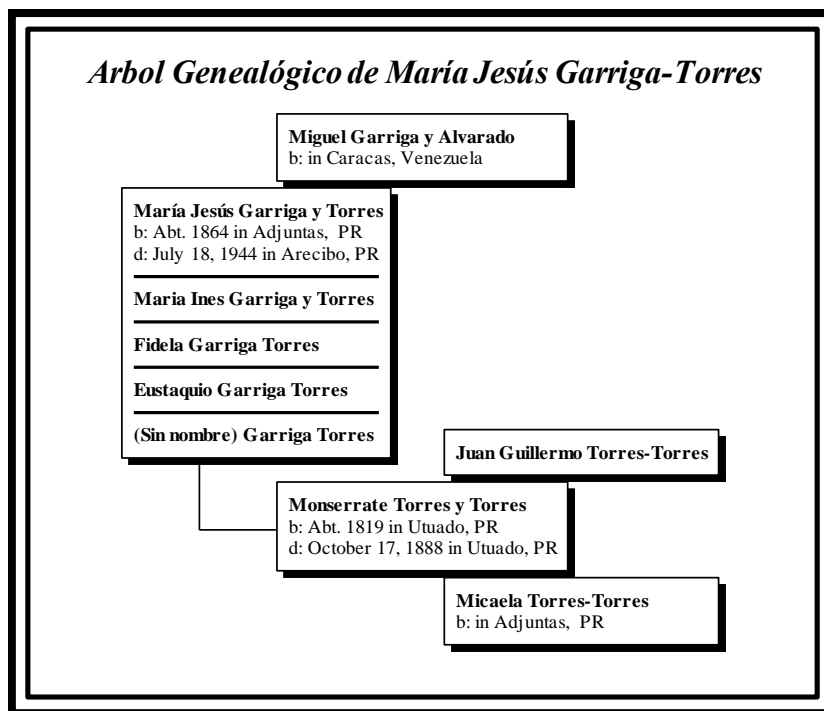 Arbol Genealógico de María Jesús Garriga-Torres
Miguel Garriga y Alvarado
b: in Caracas, Venezuela
María Jesús Garriga y Torres
b: Abt. 1864 in Adjuntas, PR
d: July 18, 1944 in Arecibo, PR
Maria Ines Garriga y Torres
Fidela Garriga Torres
Eustaquio Garriga Torres
(Sin nombre) Garriga Torres
Juan Guillermo Torres-Torres
Monserrate Torres y Torres
b: Abt. 1819 in Utuado, PR
d: October 17, 1888 in Utuado, PR
Micaela Torres-Torres
b: in Adjuntas, PR